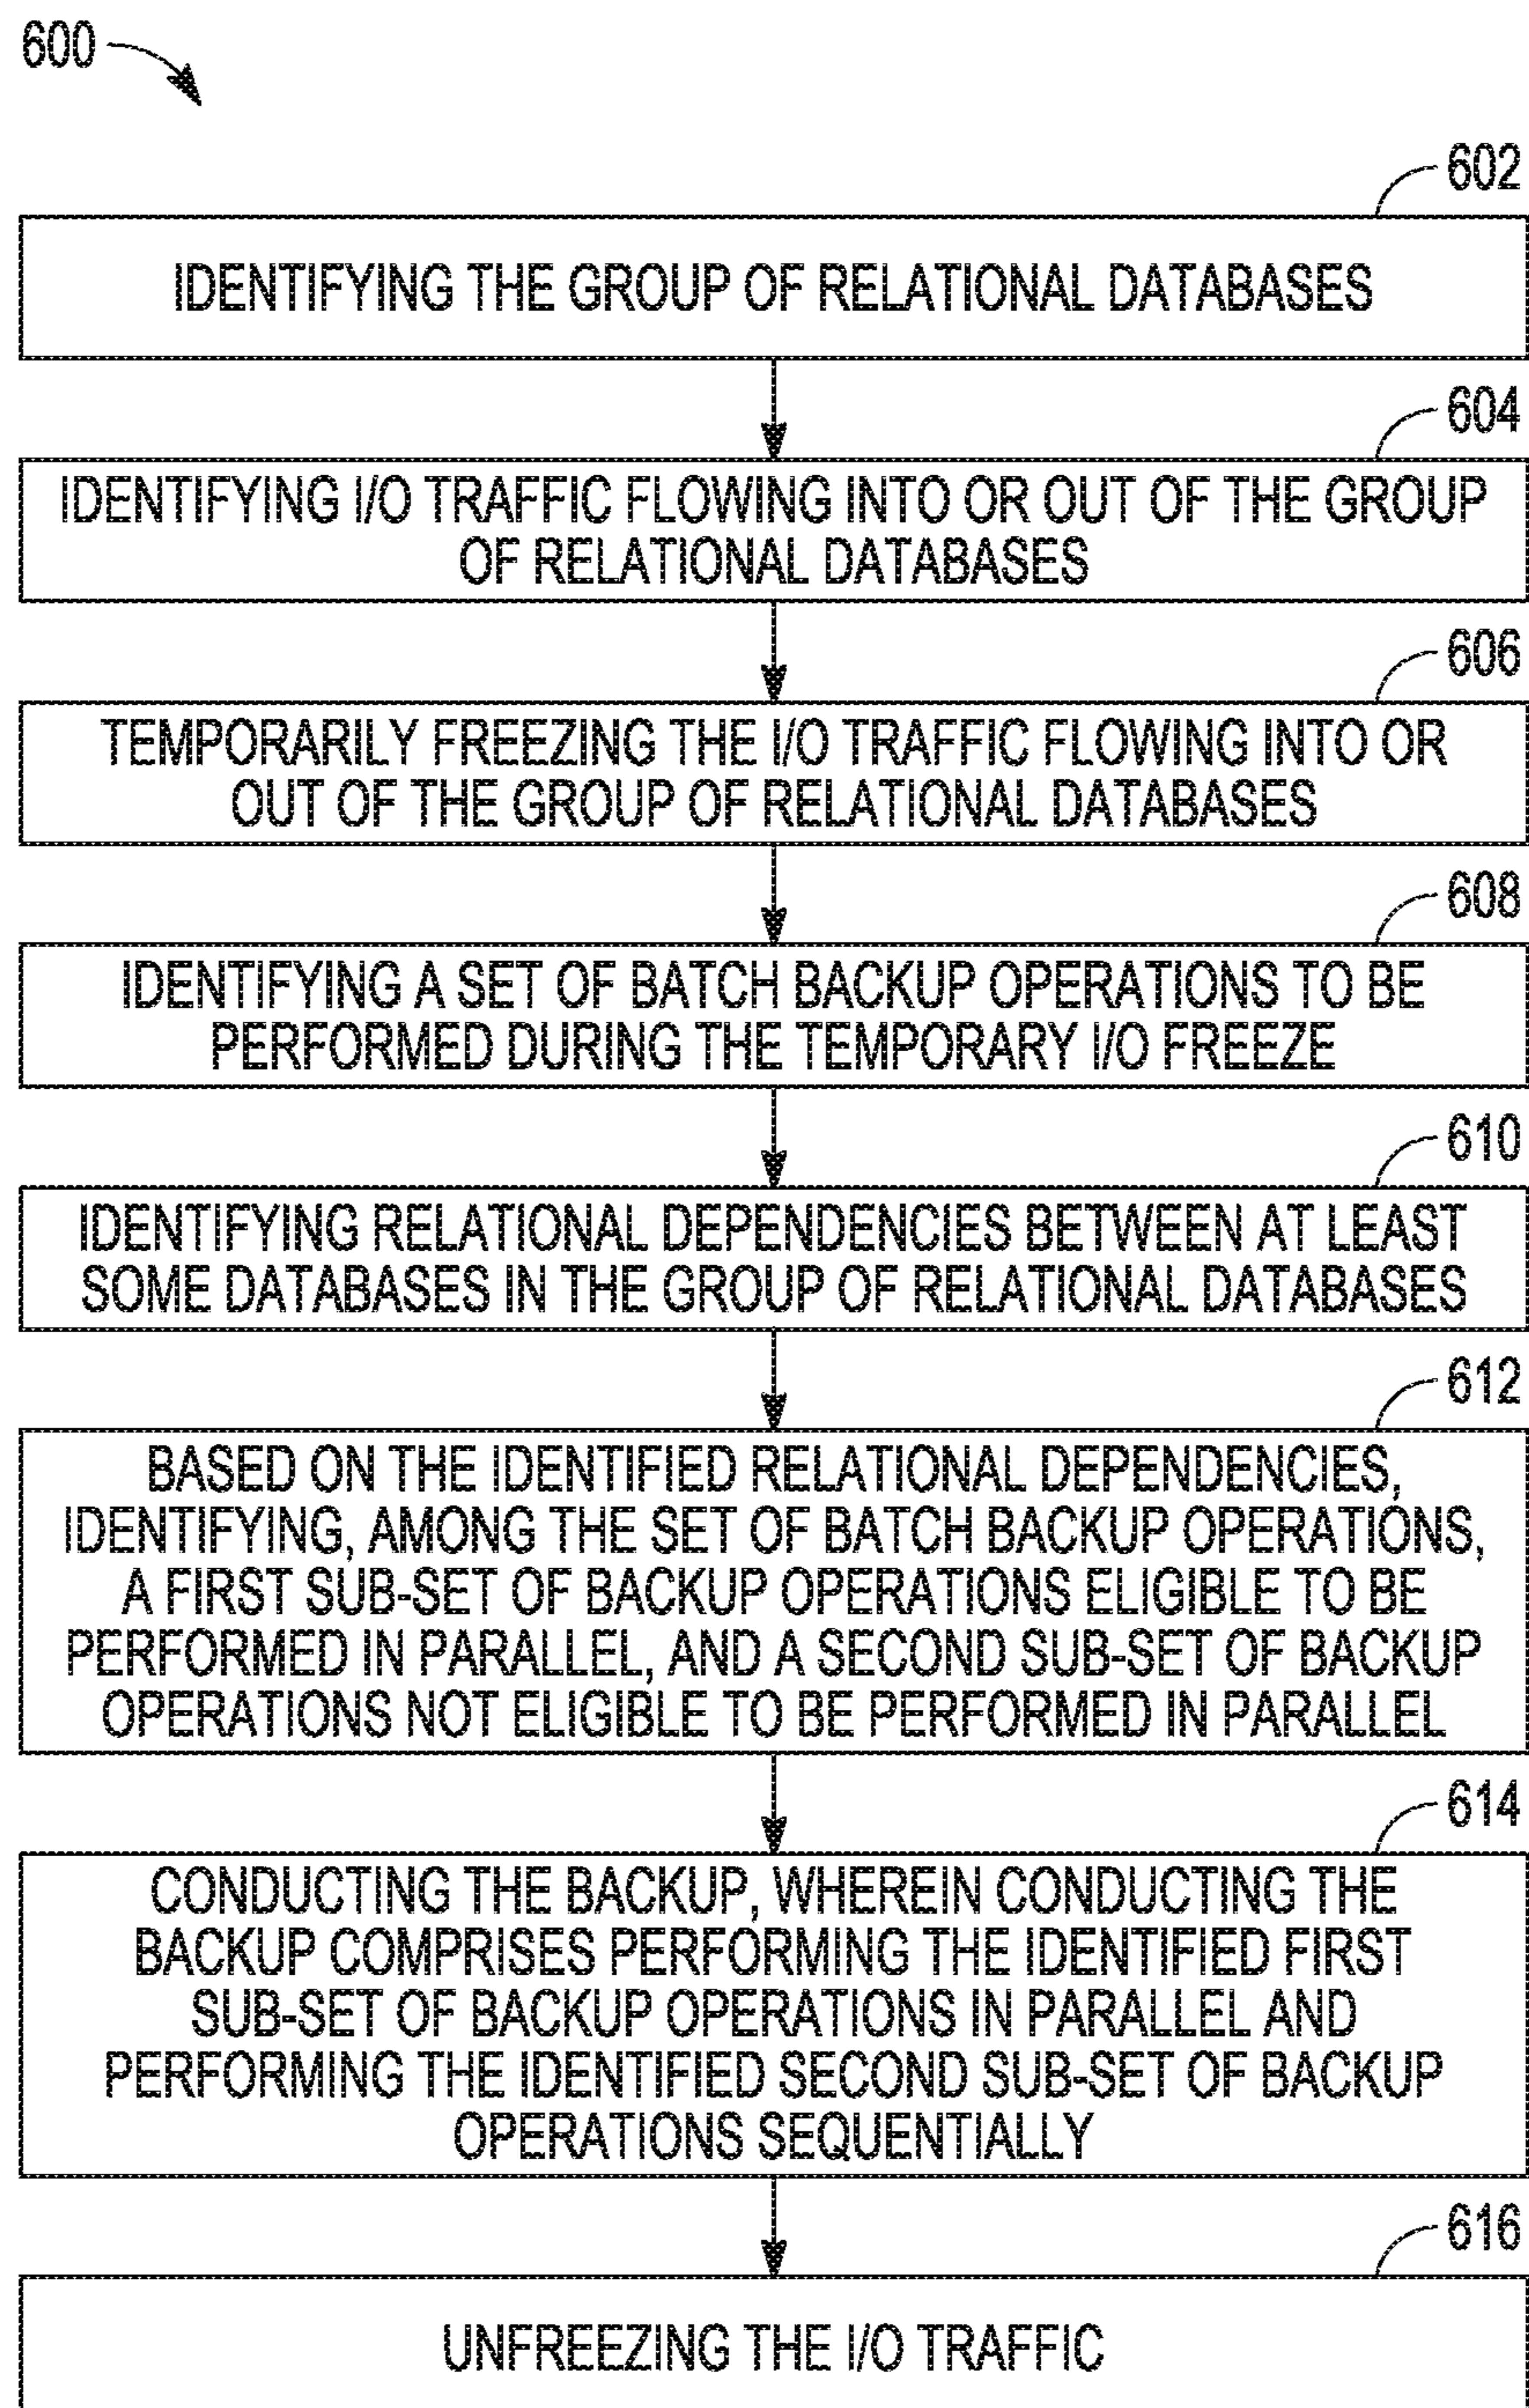 600
602
IDENTIFYING THE GROUP OF RELATIONAL DATABASES
604
IDENTIFYING I/O TRAFFIC FLOWING INTO OR OUT OF THE GROUP
OF RELATIONAL DATABASES
606
TEMPORARILY FREEZING THE I/O TRAFFIC FLOWING INTO OR
OUT OF THE GROUP OF RELATIONAL DATABASES
608
IDENTIFYING A SET OF BATCH BACKUP OPERATIONS TO BE
PERFORMED DURING THE TEMPORARY I/O FREEZE
610
IDENTIFYING RELATIONAL DEPENDENCIES BETWEEN AT LEAST
SOME DATABASES IN THE GROUP OF RELATIONAL DATABASES
612
BASED ON THE IDENTIFIED RELATIONAL DEPENDENCIES,
IDENTIFYING, AMONG THE SET OF BATCH BACKUP OPERATIONS,
A FIRST SUB-SET OF BACKUP OPERATIONS ELIGIBLE TO BE
PERFORMED IN PARALLEL, AND A SECOND SUB-SET OF BACKUP
OPERATIONS NOT ELIGIBLE TO BE PERFORMED IN PARALLEL
614
CONDUCTING THE BACKUP, WHEREIN CONDUCTING THE
BACKUP COMPRISES PERFORMING THE IDENTIFIED FIRST
SUB-SET OF BACKUP OPERATIONS IN PARALLEL AND
PERFORMING THE IDENTIFIED SECOND SUB-SET OF BACKUP
OPERATIONS SEQUENTIALLY
616
UNFREEZING THE I/O TRAFFIC